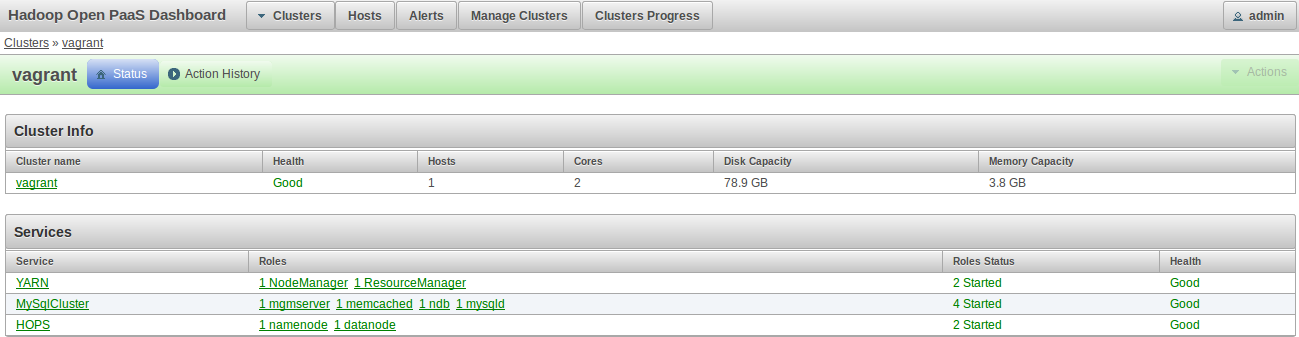 Hadoop Open PaaS Dashboard Clusters Hosts Alerts Manage Clusters Clusters Progress admin
Clusters » vagrant
vagrant Status Action History Actions
Cluster Info
Cluster name Health Hosts Cores Disk Capacity Memory Capacity
vagrant Good 1 2 78.9 GB 3.8 GB
Services
Service Roles Roles Status Health
YARN 1 NodeManager 1 ResourceManager 2 Started Good
MySqlCluster 1 mgmserver 1 memcached 1 ndb 1 mysqld 4 Started Good
HOPS 1 namenode 1 datanode 2 Started Good